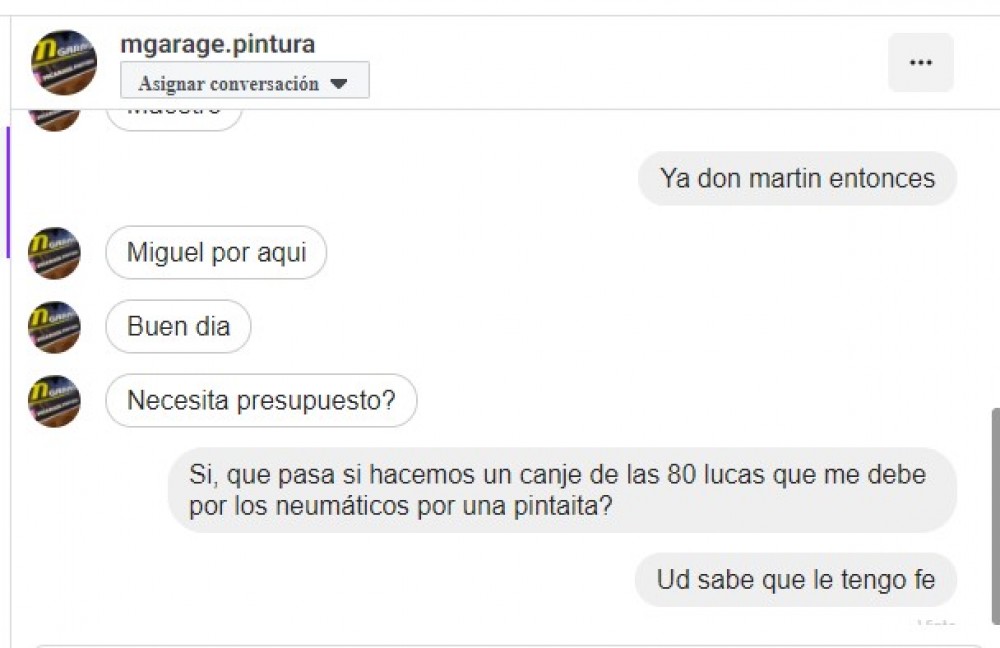 mgarage.pintura
Asignar conversación
Maestro
Ya don martin entonces
Miguel por aqui
Buen dia
Necesita presupuesto?
Si, que pasa si hacemos un canje de las 80 lucas que me debe
por los neumáticos por una pintaita?
Ud sabe que le tengo fe